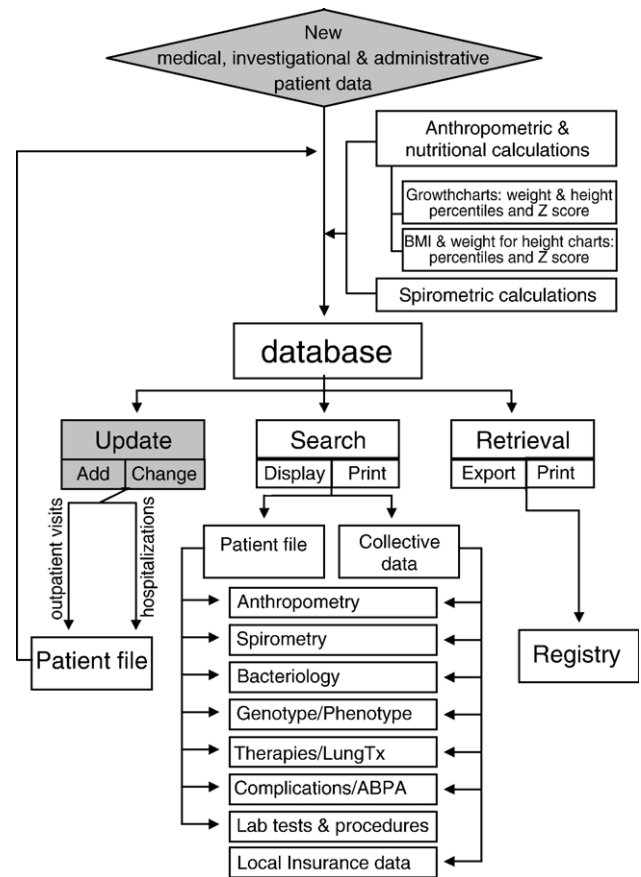 New
medical, investigational & administrative
patient data
Anthropometric &
nutritional calculations
Growthcharts: weight & height
percentiles and Z score
BMI & weight for height charts:
percentiles and Z score
Spirometric calculations
database
Update
Add Change
Search
Display Print
Retrieval
Export Print
outpatient visits
hospitalizations
Patient file
Patient file
Collective
data
Anthropometry
Spirometry
Bacteriology
Genotype/Phenotype
Therapies/LungTx
Complications/ABPA
Lab tests & procedures
Local Insurance data
Registry